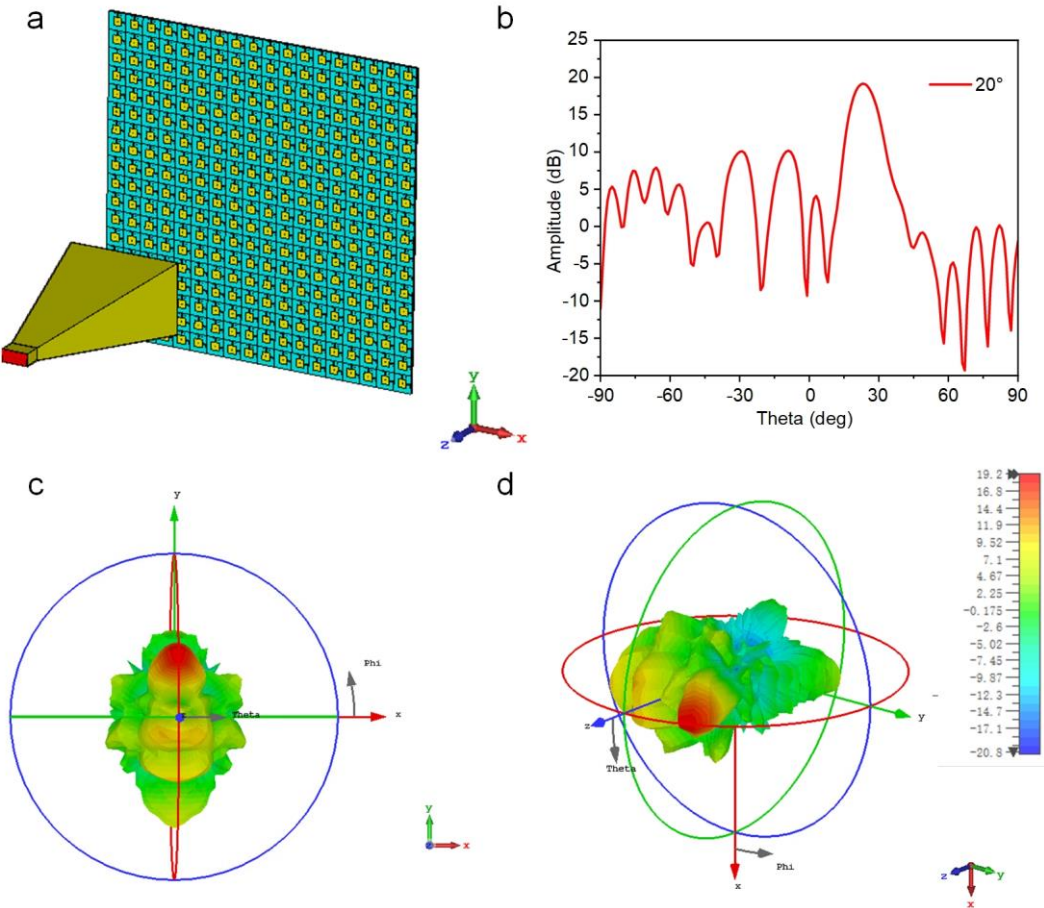 a
y
z
x
b
25
20
15
10
5
0
-5
-10
-15
-20
Amplitude (dB)
20°
-90
-60
-30
0
30
60
90
Theta (deg)
c
y
Phi
Theta
x
y
x
d
z
y
Theta
Phi
x
z
y
x
19.2
16.8
14.4
11.9
9.52
7.1
4.67
2.25
-0.175
-2.6
-5.02
-7.45
-9.87
-12.3
-14.7
-17.1
-20.8